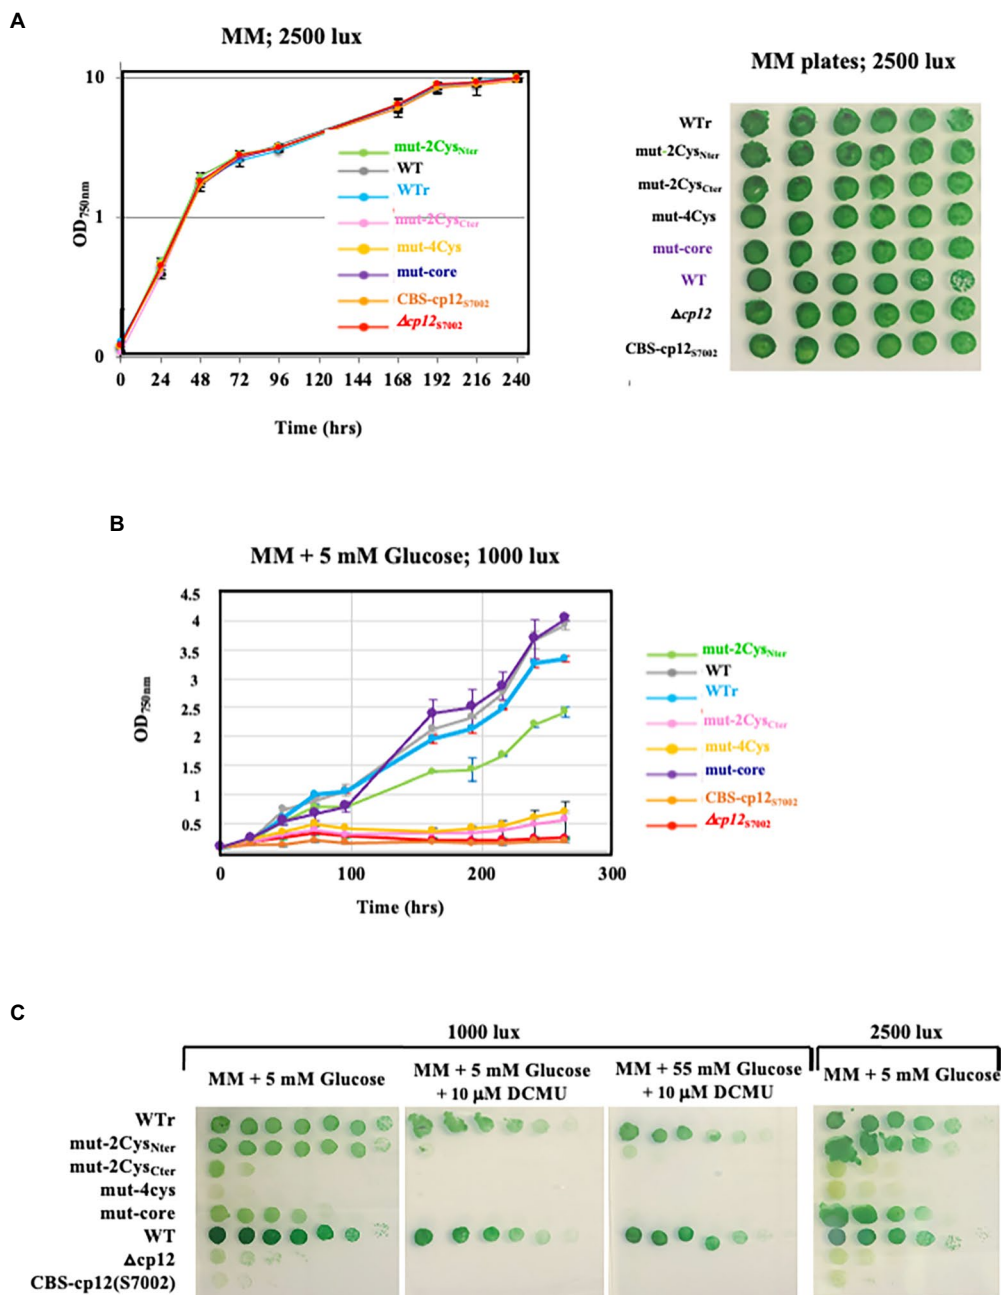 A
MM; 2500 lux
OD750nm
10
1
0
mut-2CysNter
WT
WTr
mut-2CysCter
mut-4Cys
mut-core
CBS-cp12S7002
Δcp12S7002
0 24 48 72 96 120 144 168 192 216 240
Time (hrs)
MM plates; 2500 lux
WTr
mut-2CysNter
mut-2CysCter
mut-4Cys
mut-core
WT
Δcp12
CBS-cp12S7002
B
MM + 5 mM Glucose; 1000 lux
OD750nm
4.5
4
3.5
3
2.5
2
1.5
1
0.5
0 100 200 300
Time (hrs)
mut-2CysNter
WT
WTr
mut-2CysCter
mut-4Cys
mut-core
CBS-cp12S7002
Δcp12S7002
C
1000 lux
2500 lux
MM + 5 mM Glucose
MM + 5 mM Glucose
+ 10 µM DCMU
MM + 55 mM Glucose
+ 10 µM DCMU
MM + 5 mM Glucose
WTr
mut-2CysNter
mut-2CysCter
mut-4cys
mut-core
WT
Δcp12
CBS-cp12(S7002)